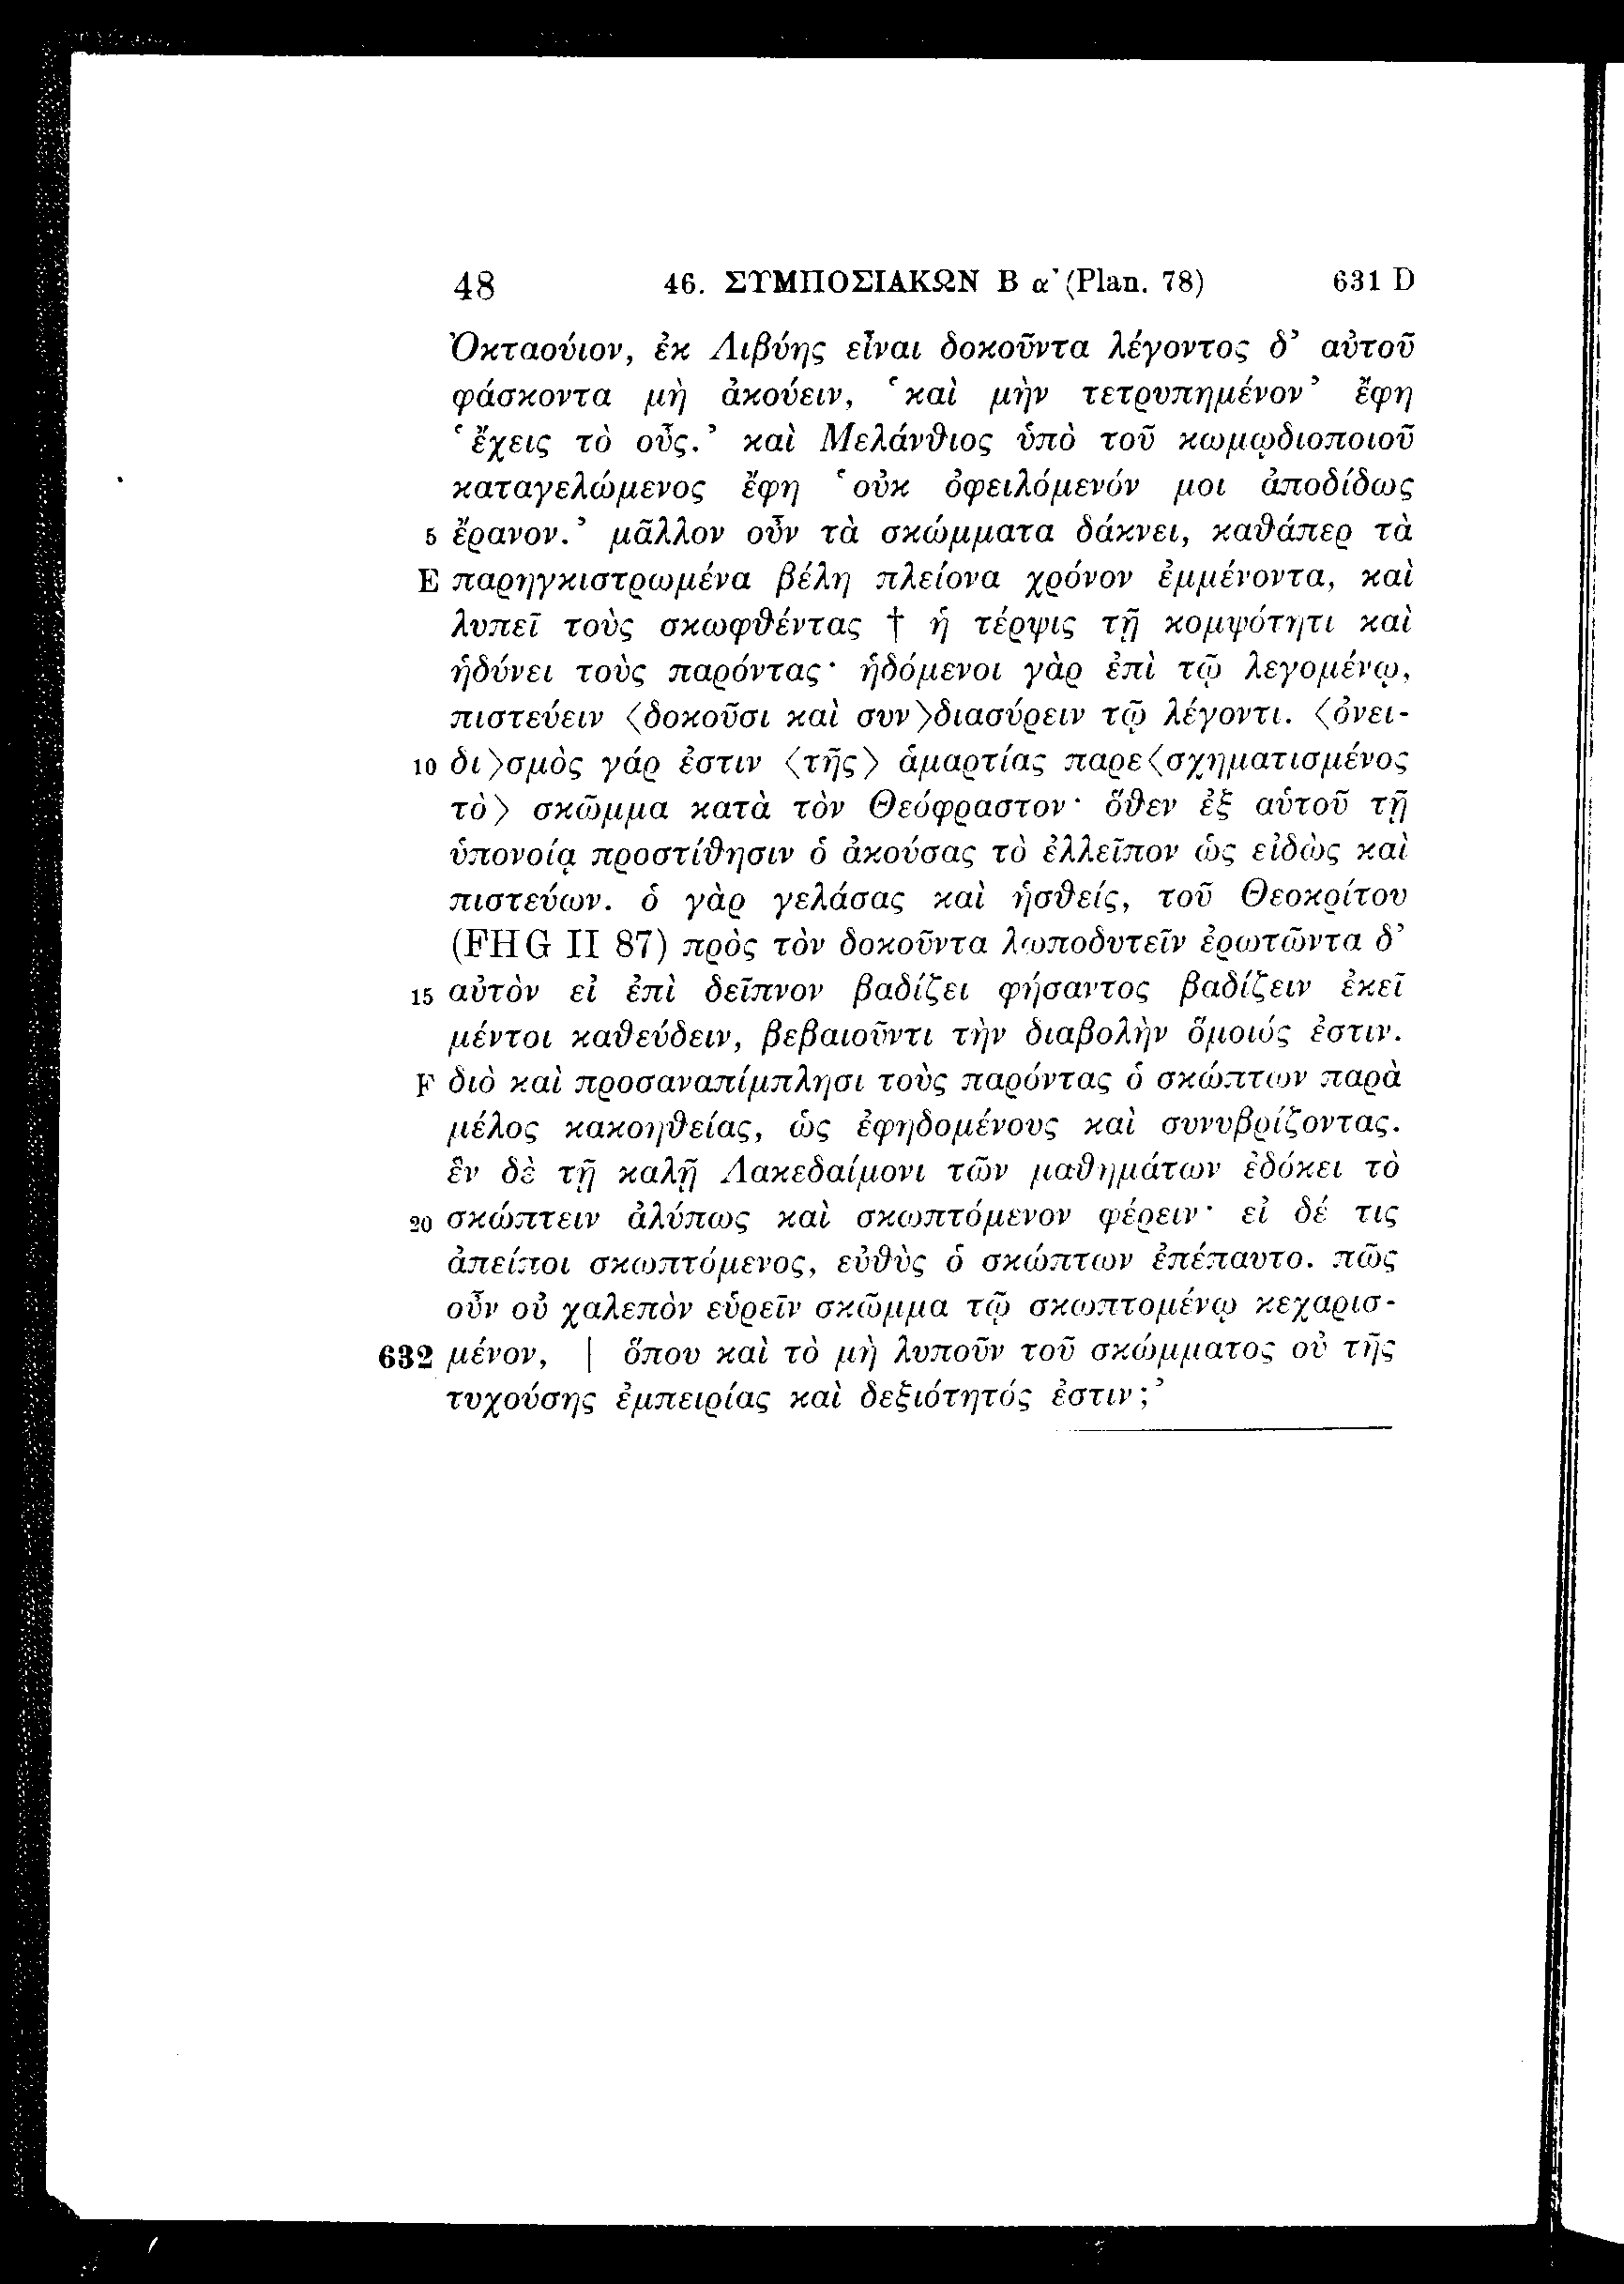 48 46. ΣΥΜΠΟΣΙΑΚΩΝ Β α΄ (Plan. 78) 631 D
Ὀκταούιον, ἐκ Λιβύης εἶναι δοκοῦντα λέγοντος δ’ αὐτοῦ
φάσκοντα μὴ ἀκούειν, ‘καὶ μὴν τετρυπημένον’ ἔφη
‘ἔχεις τὸ οὖς.’ καὶ Μελάνθιος ὑπὸ τοῦ κωμῳδιοποιοῦ
καταγελώμενος ἔφη ‘οὐκ ὀφειλόμενόν μοι ἀποδίδως
5 ἔρανον.’ μᾶλλον οὖν τὰ σκώμματα δάκνει, καθάπερ τὰ
E παρηγκιστρωμένα βέλη πλείονα χρόνον ἐμμένοντα, καὶ
λυπεῖ τοὺς σκωφθέντας † ἡ τέρψις τῇ κομψότητι καὶ
ἡδύνει τοὺς παρόντας· ἡδόμενοι γὰρ ἐπὶ τῷ λεγομένῳ,
πιστεύειν ⟨δοκοῦσι καὶ συν⟩διασύρειν τῷ λέγοντι. ⟨ὀνει-
10 δι⟩σμὸς γάρ ἐστιν ⟨τῆς⟩ ἁμαρτίας παρε⟨σχηματισμένος
τὸ⟩ σκῶμμα κατὰ τὸν Θεόφραστον· ὅθεν ἐξ αὑτοῦ τῇ
ὑπονοίᾳ προστίθησιν ὁ ἀκούσας τὸ ἐλλεῖπον ὡς εἰδὼς καὶ
πιστεύων. ὁ γὰρ γελάσας καὶ ἡσθείς, τοῦ Θεοκρίτου
(FHG II 87) πρὸς τὸν δοκοῦντα λωποδυτεῖν ἐρωτῶντα δ’
15 αὐτὸν εἰ ἐπὶ δεῖπνον βαδίζει φήσαντος βαδίζειν ἐκεῖ
μέντοι καθεύδειν, βεβαιοῦντι τὴν διαβολὴν ὅμοιός ἐστιν.
F διὸ καὶ προσαναπίμπλησι τοὺς παρόντας ὁ σκώπτων παρὰ
μέλος κακοηθείας, ὡς ἐφηδομένους καὶ συνυβρίζοντας.
ἓν δὲ τῇ καλῇ Λακεδαίμονι τῶν μαθημάτων ἐδόκει τὸ
20 σκώπτειν ἀλύπως καὶ σκωπτόμενον φέρειν· εἰ δέ τις
ἀπείποι σκωπτόμενος, εὐθὺς ὁ σκώπτων ἐπέπαυτο. πῶς
οὖν οὐ χαλεπὸν εὑρεῖν σκῶμμα τῷ σκωπτομένῳ κεχαρισ-
632 μένον, | ὅπου καὶ τὸ μὴ λυποῦν τοῦ σκώμματος οὐ τῆς
τυχούσης ἐμπειρίας καὶ δεξιότητός ἐστιν;’